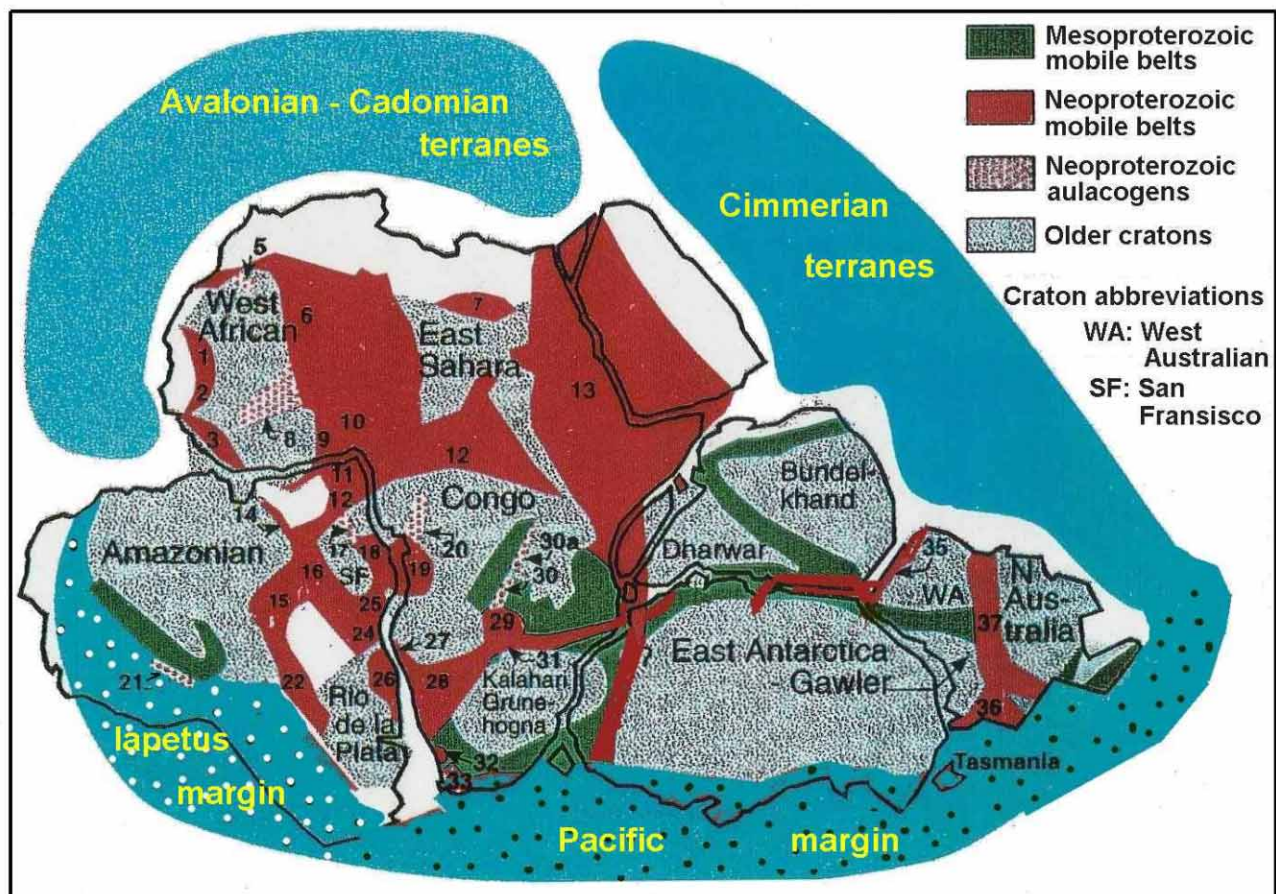 Avalonian - Cadomian
terranes
Cimmerian
terranes
Mesoproterozoic
mobile belts
Neoproterozoic
mobile belts
Neoproterozoic
aulacogens
Older cratons
Craton abbreviations
WA: West
Australian
SF: San
Fransisco
5
West
African
6
7
East
Sahara
1
2
13
3
8
9
10
11
12
12
Congo
Bundel-
khand
14
Amazonian
17
18
20
30a
Dharwar
35
16
SF
19
30
WA
N.
Aus-
tralia
15
25
29
37
24
27
31
?
East Antarctica
- Gawler
21
22
26
28
Kalahari
Grune-
hogna
36
Rio
de la
Plata
32
33
Tasmania
Iapetus
margin
Pacific margin